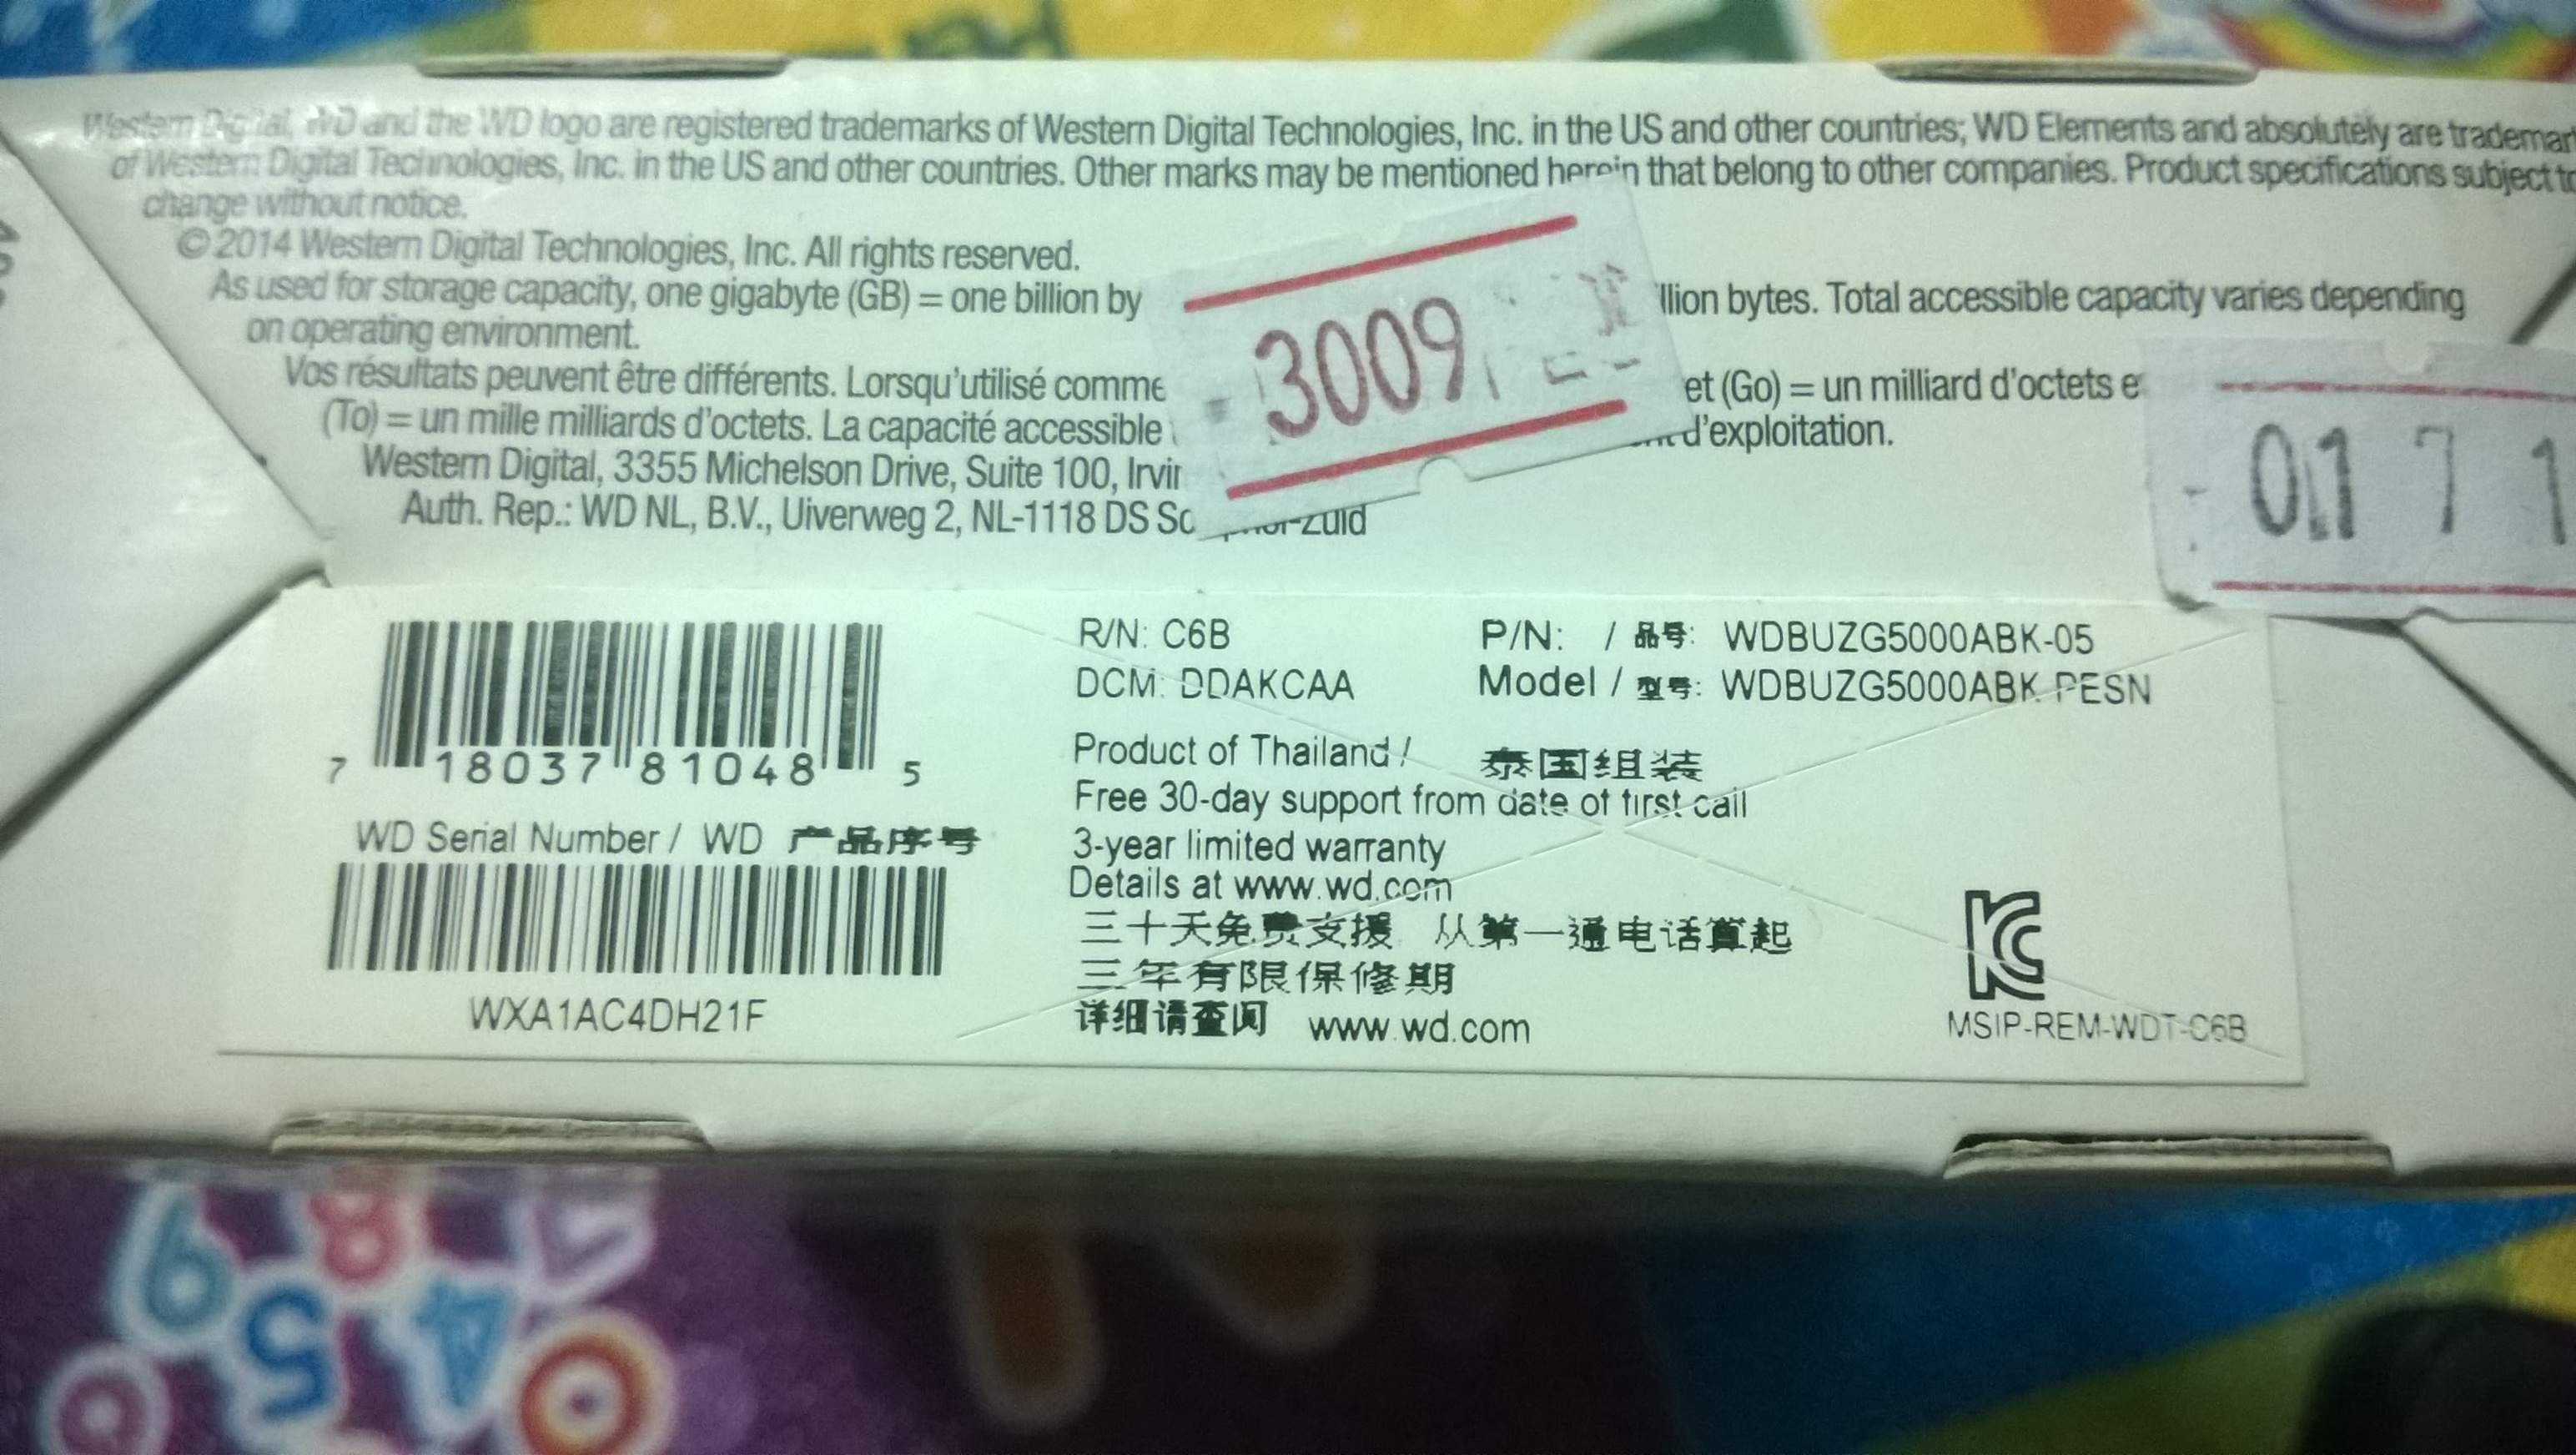 Western Digital, WD and the WD logo are registered trademarks of Western Digital Technologies, Inc. in the US and other countries; WD Elements and absolutely are
of Western Digital Technologies, Inc. in the US and other countries. Other marks may be mentioned herein that belong to other companies. Product specifications subject to
change without notice.
© 2014 Western Digital Technologies, Inc. All rights reserved.
As used for storage capacity, one gigabyte (GB) = one billion bytes. Total accessible capacity varies depending
on operating environment.
Vos résultats peuvent être différents. Lorsqu'utilisé comme (Go) = un milliard d'octets
(To) = un mille milliards d'octets. La capacité accessible d'exploitation.
Western Digital, 3355 Michelson Drive, Suite 100,
Auth. Rep.: WD NL, B.V., Uiverweg 2, NL-1118 DS
3009
0171
7 18037 81048 5
WD Serial Number / WD 产品序号
WXA1AC4DH21F
R/N: C6B
DCM: DDAKCAA
P/N: / 品号: WDBUZG5000ABK-05
Model / 型号: WDBUZG5000ABK-PESN
Product of Thailand / 泰国组装
Free 30-day support from date of first call
3-year limited warranty
Details at www.wd.com
三十天免费支援 从第一通电话算起
三年有限保修期
详细请查阅 www.wd.com
KC
MSIP-REM-WDT-C6B